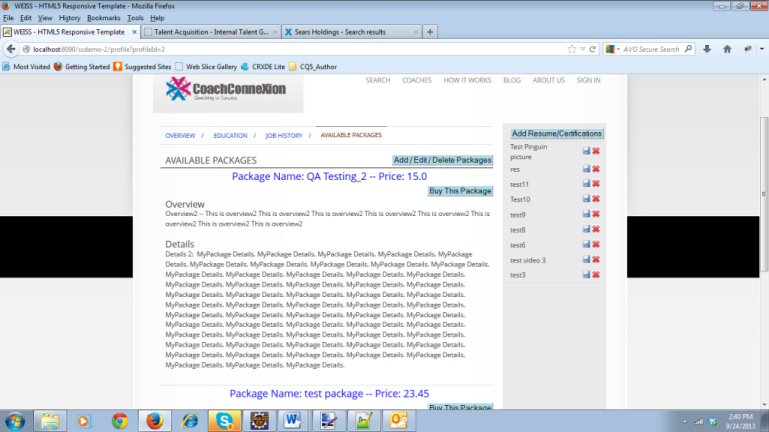 WEISS - HTML5 Responsive Template - Mozilla Firefox
File Edit View History Bookmarks Tools Help
WEISS - HTML5 Responsive Template × Talent Acquisition - Internal Talent G... × Sears Holdings - Search results × +
localhost:8090/ssdemo-2/profile?profileId=2 AVG Secure Search
Most Visited Getting Started Suggested Sites Web Slice Gallery CRXDE Lite CQ5_Author
CoachConneXion
Coaching to Success
SEARCH COACHES HOW IT WORKS BLOG ABOUT US SIGN IN
OVERVIEW / EDUCATION / JOB HISTORY / AVAILABLE PACKAGES
AVAILABLE PACKAGES Add / Edit / Delete Packages
Package Name: QA Testing_2 -- Price: 15.0
Buy This Package
Overview
Overview2 -- This is overview2 This is overview2 This is overview2 This is overview2 This is overview2 This is
overview2 This is overview2 This is overview2
Details
Details 2: MyPackage Details. MyPackage Details. MyPackage Details. MyPackage Details. MyPackage
Details. MyPackage Details. MyPackage Details. MyPackage Details. MyPackage Details. MyPackage Details.
MyPackage Details. MyPackage Details. MyPackage Details. MyPackage Details. MyPackage Details.
MyPackage Details. MyPackage Details. MyPackage Details. MyPackage Details. MyPackage Details.
MyPackage Details. MyPackage Details. MyPackage Details. MyPackage Details. MyPackage Details.
MyPackage Details. MyPackage Details. MyPackage Details. MyPackage Details. MyPackage Details.
MyPackage Details. MyPackage Details. MyPackage Details. MyPackage Details. MyPackage Details.
MyPackage Details. MyPackage Details. MyPackage Details. MyPackage Details. MyPackage Details.
MyPackage Details. MyPackage Details. MyPackage Details. MyPackage Details. MyPackage Details.
MyPackage Details. MyPackage Details. MyPackage Details. MyPackage Details. MyPackage Details.
MyPackage Details. MyPackage Details. MyPackage Details. MyPackage Details. MyPackage Details.
MyPackage Details. MyPackage Details. MyPackage Details.
Package Name: test package -- Price: 23.45
Buy This Package
Add Resume/Certifications
Test Pinguin
picture
res
test11
Test10
test9
test8
test6
test video 3
test3
2:40 PM
9/24/2013